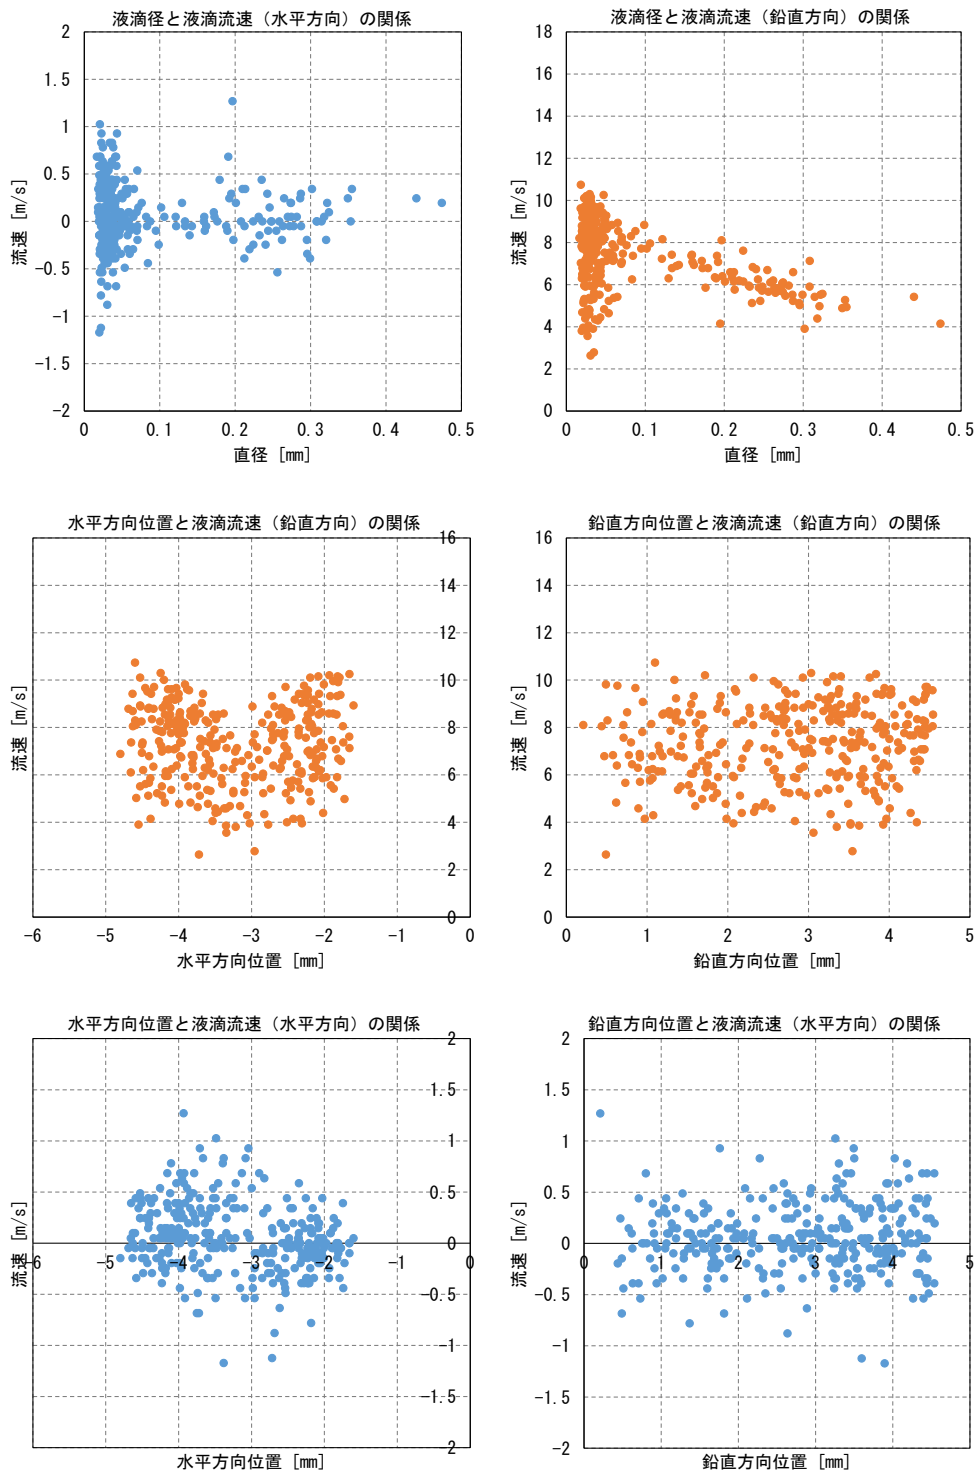 液滴径と液滴流速（水平方向）の関係
2
1.5
1
0.5
0
-0.5
-1
-1.5
-2
流速 [m/s]
0 0.1 0.2 0.3 0.4 0.5
直径 [mm]
液滴径と液滴流速（鉛直方向）の関係
18
16
14
12
10
8
6
4
2
0
流速 [m/s]
0 0.1 0.2 0.3 0.4 0.5
直径 [mm]
水平方向位置と液滴流速（鉛直方向）の関係
16
14
12
10
8
6
4
2
0
流速 [m/s]
-6 -5 -4 -3 -2 -1 0
水平方向位置 [mm]
鉛直方向位置と液滴流速（鉛直方向）の関係
16
14
12
10
8
6
4
2
0
流速 [m/s]
0 1 2 3 4 5
鉛直方向位置 [mm]
水平方向位置と液滴流速（水平方向）の関係
2
1.5
1
0.5
0
-0.5
-1
-1.5
-2
流速 [m/s]
-6 -5 -4 -3 -2 -1 0
水平方向位置 [mm]
鉛直方向位置と液滴流速（水平方向）の関係
2
1.5
1
0.5
0
-0.5
-1
-1.5
-2
流速 [m/s]
0 1 2 3 4 5
鉛直方向位置 [mm]